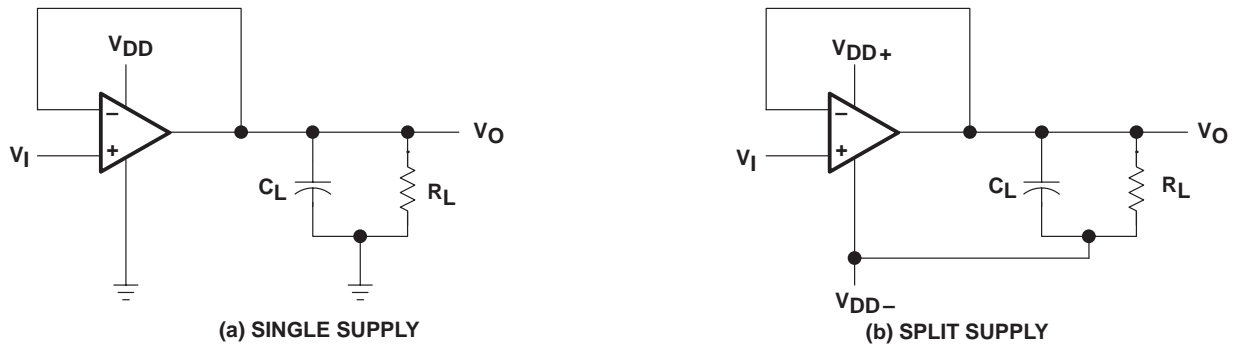 VDD
−
+
VI
VO
CL
RL
(a) SINGLE SUPPLY
VDD+
−
+
VI
VO
CL
RL
VDD−
(b) SPLIT SUPPLY